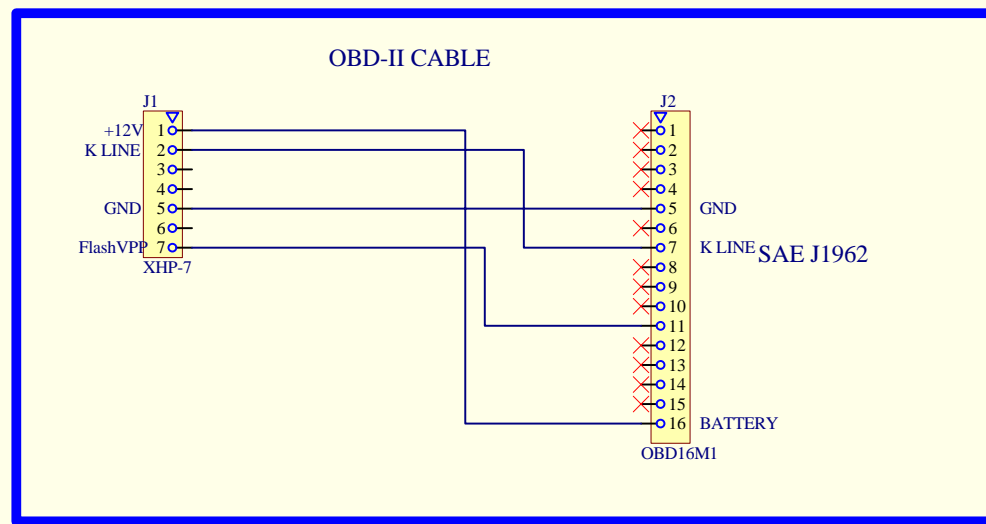 OBD-II CABLE
J1
+12V 1
K LINE 2
3
4
GND 5
6
FlashVPP 7
XHP-7
J2
1
2
3
4
5 GND
6
7 K LINE
SAE J1962
8
9
10
11
12
13
14
15
16 BATTERY
OBD16M1